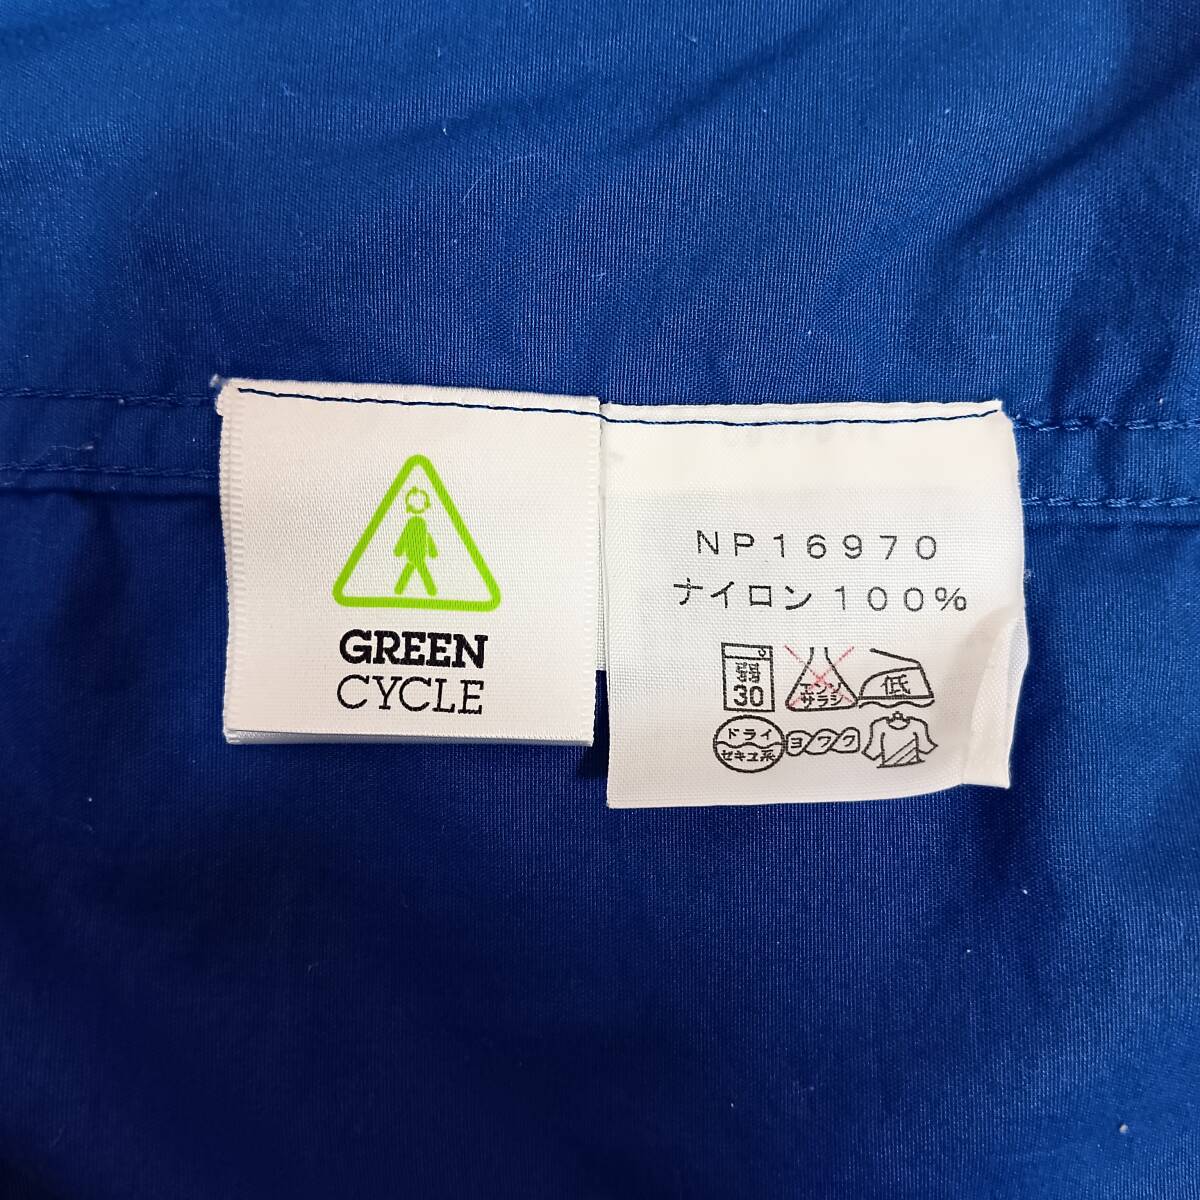 GREEN
CYCLE
NP16970
ナイロン100%
弱
30
エンソ
サラシ
低
ドライ
セキユ系
ヨワク